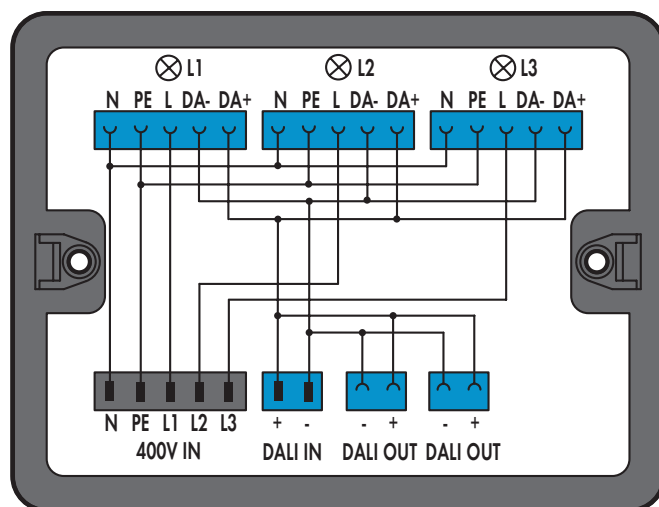 L1 L2 L3
N PE L DA- DA+ N PE L DA- DA+ N PE L DA- DA+
N PE L1 L2 L3 + - - + - +
400V IN DALI IN DALI OUT DALI OUT